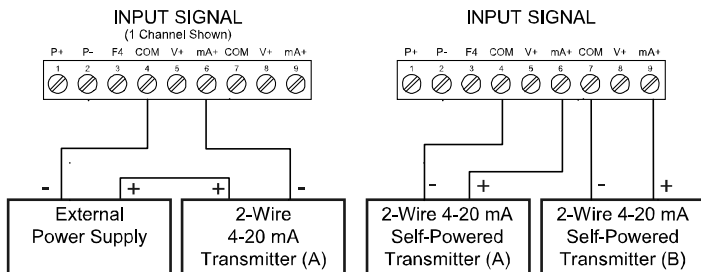 INPUT SIGNAL
(1 Channel Shown)
P+ P- F4 COM V+ mA+ COM V+ mA+
1 2 3 4 5 6 7 8 9
- + + -
External
Power Supply
2-Wire
4-20 mA
Transmitter (A)
INPUT SIGNAL
P+ P- F4 COM V+ mA+ COM V+ mA+
1 2 3 4 5 6 7 8 9
- + - +
2-Wire 4-20 mA
Self-Powered
Transmitter (A)
2-Wire 4-20 mA
Self-Powered
Transmitter (B)